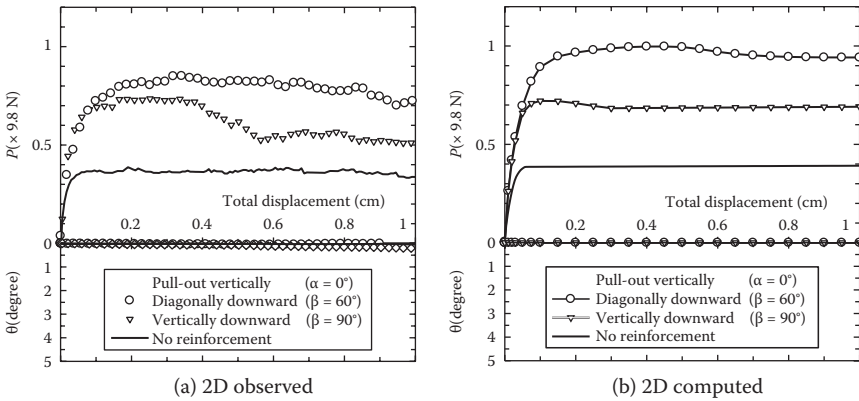 1
P(× 9.8 N)
0.5
Total displacement (cm)
0.2 0.4 0.6 0.8 1
0
1
2
3
4
5
θ(degree)
Pull-out vertically (α = 0°)
Diagonally downward (β = 60°)
Vertically downward (β = 90°)
No reinforcement
(a) 2D observed
1
P(× 9.8 N)
0.5
Total displacement (cm)
0.2 0.4 0.6 0.8 1
0
1
2
3
4
5
θ(degree)
Pull-out vertically (α = 0°)
Diagonally downward (β = 60°)
Vertically downward (β = 90°)
No reinforcement
(b) 2D computed